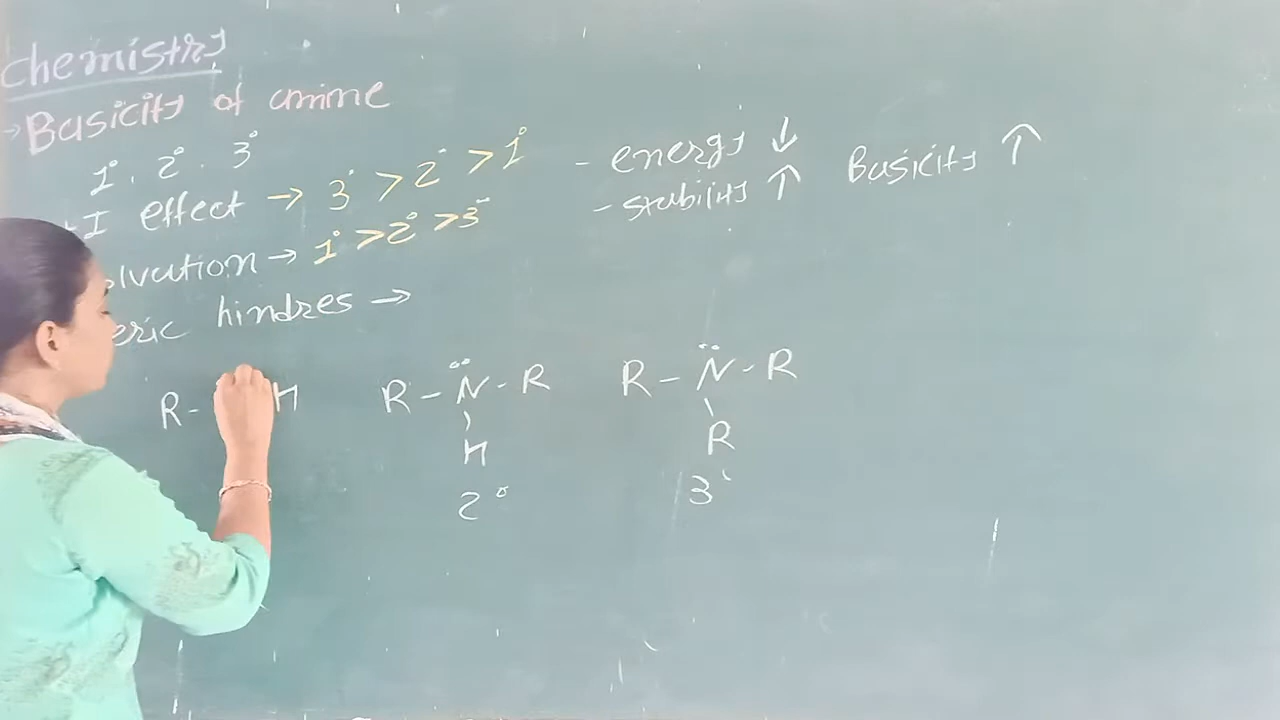 chemistry
→ Basicity of amine
1°, 2°. 3°
+I effect → 3° > 2° > 1°
- energy ↓
- stability ↑ Basicity ↑
olvation → 1° > 2° > 3°
eric hindres →
R- H
R - N̈ - R
H
2°
R - N̈ - R
R
3°